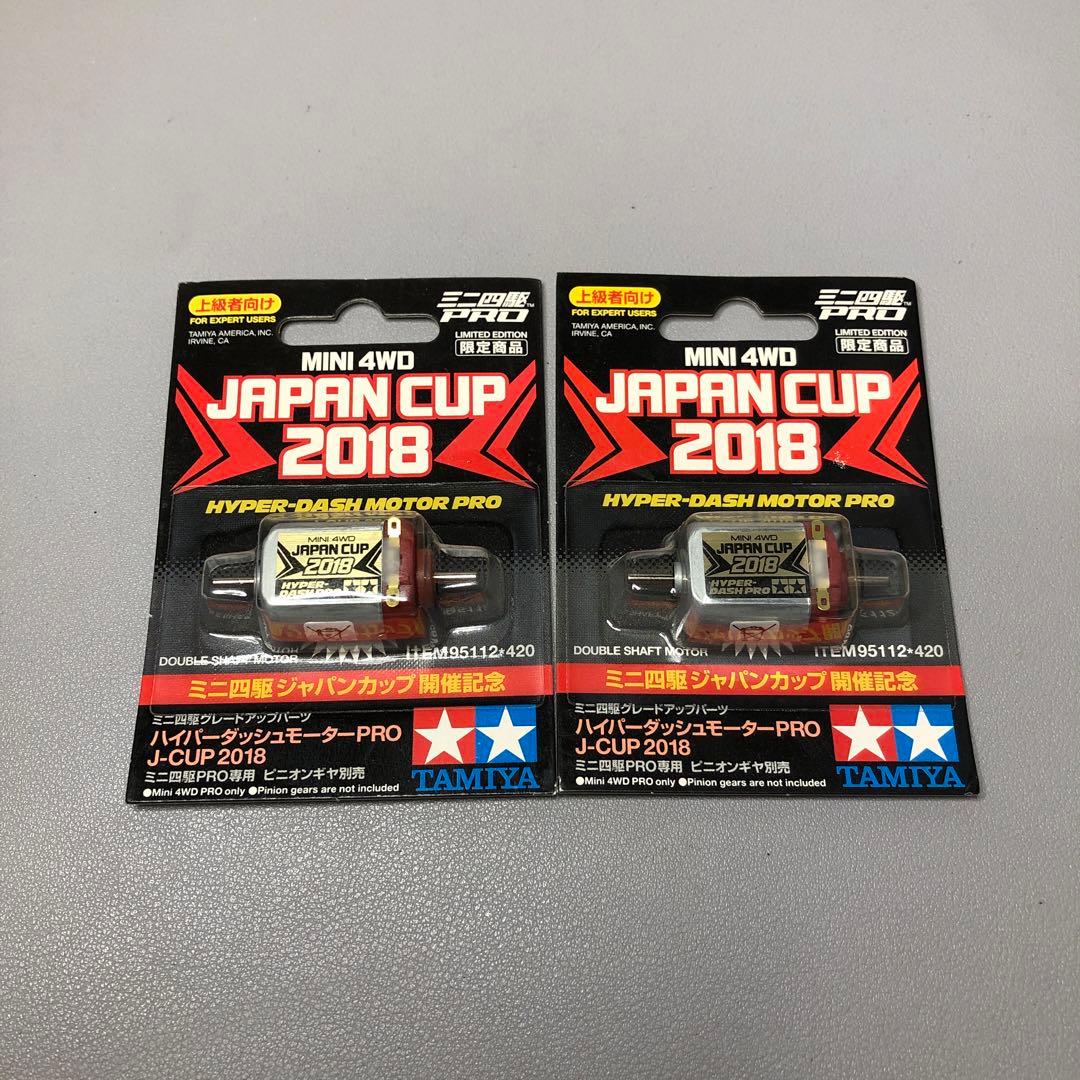 上級者向け
FOR EXPERT USERS
TAMIYA AMERICA, INC.
IRVINE, CA
ミニ四駆™
PRO
LIMITED EDITION
限定商品
MINI 4WD
JAPAN CUP
2018
HYPER-DASH MOTOR PRO
MINI 4WD
JAPAN CUP
2018
HYPER-
DASH PRO
DOUBLE SHAFT MOTOR
ITEM 95112*420
ミニ四駆ジャパンカップ開催記念
ミニ四駆グレードアップパーツ
ハイパーダッシュモーターPRO
J-CUP 2018
ミニ四駆PRO専用 ピニオンギヤ別売
●Mini 4WD PRO only ●Pinion gears are not included
TAMIYA
上級者向け
FOR EXPERT USERS
TAMIYA AMERICA, INC.
IRVINE, CA
ミニ四駆™
PRO
LIMITED EDITION
限定商品
MINI 4WD
JAPAN CUP
2018
HYPER-DASH MOTOR PRO
MINI 4WD
JAPAN CUP
2018
HYPER-
DASH PRO
DOUBLE SHAFT MOTOR
ITEM 95112*420
ミニ四駆ジャパンカップ開催記念
ミニ四駆グレードアップパーツ
ハイパーダッシュモーターPRO
J-CUP 2018
ミニ四駆PRO専用 ピニオンギヤ別売
●Mini 4WD PRO only ●Pinion gears are not included
TAMIYA